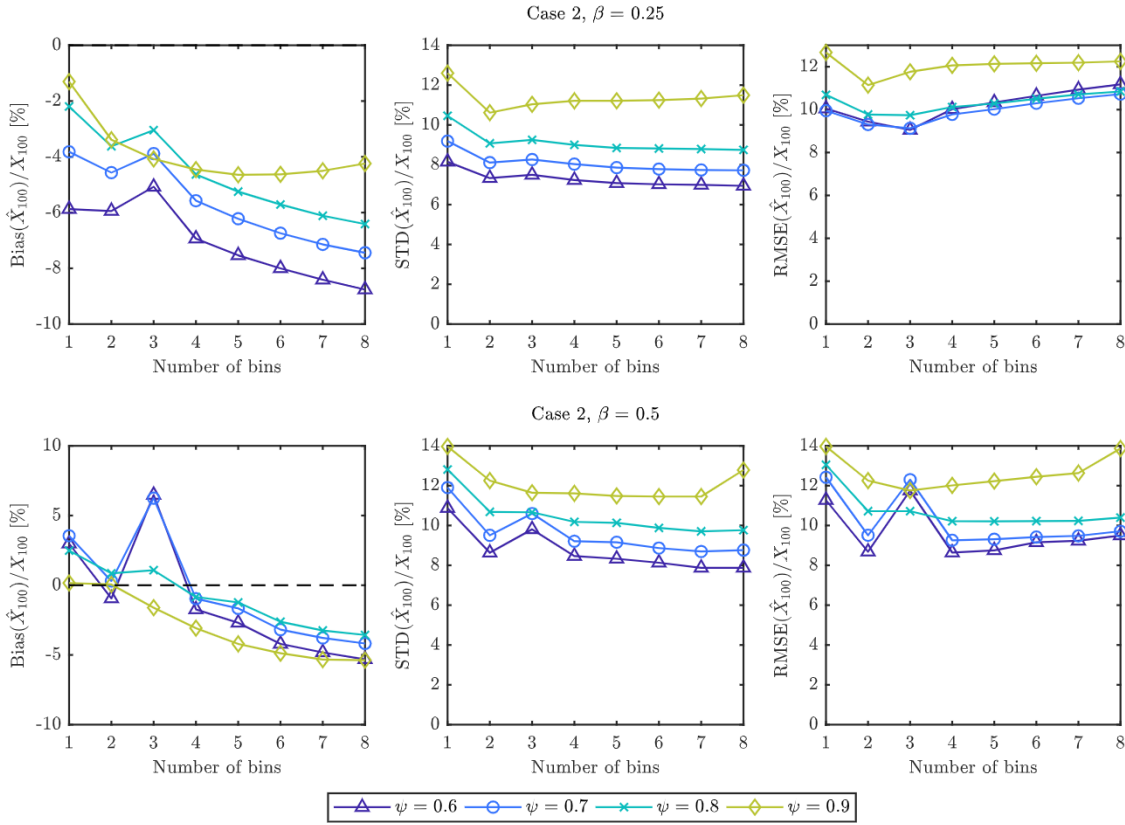 Case 2, β = 0.25
Bias(X̂₁₀₀)/X₁₀₀ [%]
0
-2
-4
-6
-8
-10
1 2 3 4 5 6 7 8
Number of bins
STD(X̂₁₀₀)/X₁₀₀ [%]
14
12
10
8
6
4
2
0
1 2 3 4 5 6 7 8
Number of bins
RMSE(X̂₁₀₀)/X₁₀₀ [%]
12
10
8
6
4
2
0
1 2 3 4 5 6 7 8
Number of bins
Case 2, β = 0.5
Bias(X̂₁₀₀)/X₁₀₀ [%]
10
5
0
-5
-10
1 2 3 4 5 6 7 8
Number of bins
STD(X̂₁₀₀)/X₁₀₀ [%]
14
12
10
8
6
4
2
0
1 2 3 4 5 6 7 8
Number of bins
RMSE(X̂₁₀₀)/X₁₀₀ [%]
14
12
10
8
6
4
2
0
1 2 3 4 5 6 7 8
Number of bins
ψ = 0.6 ψ = 0.7 ψ = 0.8 ψ = 0.9